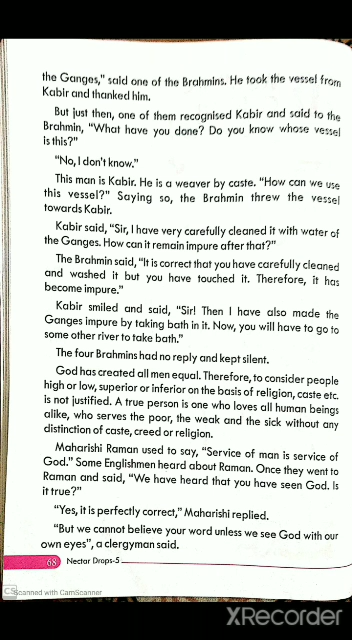 the Ganges," said one of the Brahmins. He took the vessel from
Kabir and thanked him.
But just then, one of them recognised Kabir and said to the
Brahmin, "What have you done? Do you know whose vessel
is this?"
"No, I don't know."
This man is Kabir. He is a weaver by caste. "How can we use
this vessel?" Saying so, the Brahmin threw the vessel
towards Kabir.
Kabir said, "Sir, I have very carefully cleaned it with water of
the Ganges. How can it remain impure after that?"
The Brahmin said, "It is correct that you have carefully cleaned
and washed it but you have touched it. Therefore, it has
become impure."
Kabir smiled and said, "Sir! Then I have also made the
Ganges impure by taking bath in it. Now, you will have to go to
some other river to take bath."
The four Brahmins had no reply and kept silent.
God has created all men equal. Therefore, to consider people
high or low, superior or inferior on the basis of religion, caste etc.
is not justified. A true person is one who loves all human beings
alike, who serves the poor, the weak and the sick without any
distinction of caste, creed or religion.
Maharishi Raman used to say, "Service of man is service of
God." Some Englishmen heard about Raman. Once they went to
Raman and said, "We have heard that you have seen God. Is
it true?"
"Yes, it is perfectly correct," Maharishi replied.
"But we cannot believe your word unless we see God with our
own eyes", a clergyman said.
68 Nectar Drops-5
CS Scanned with CamScanner
XRecorder